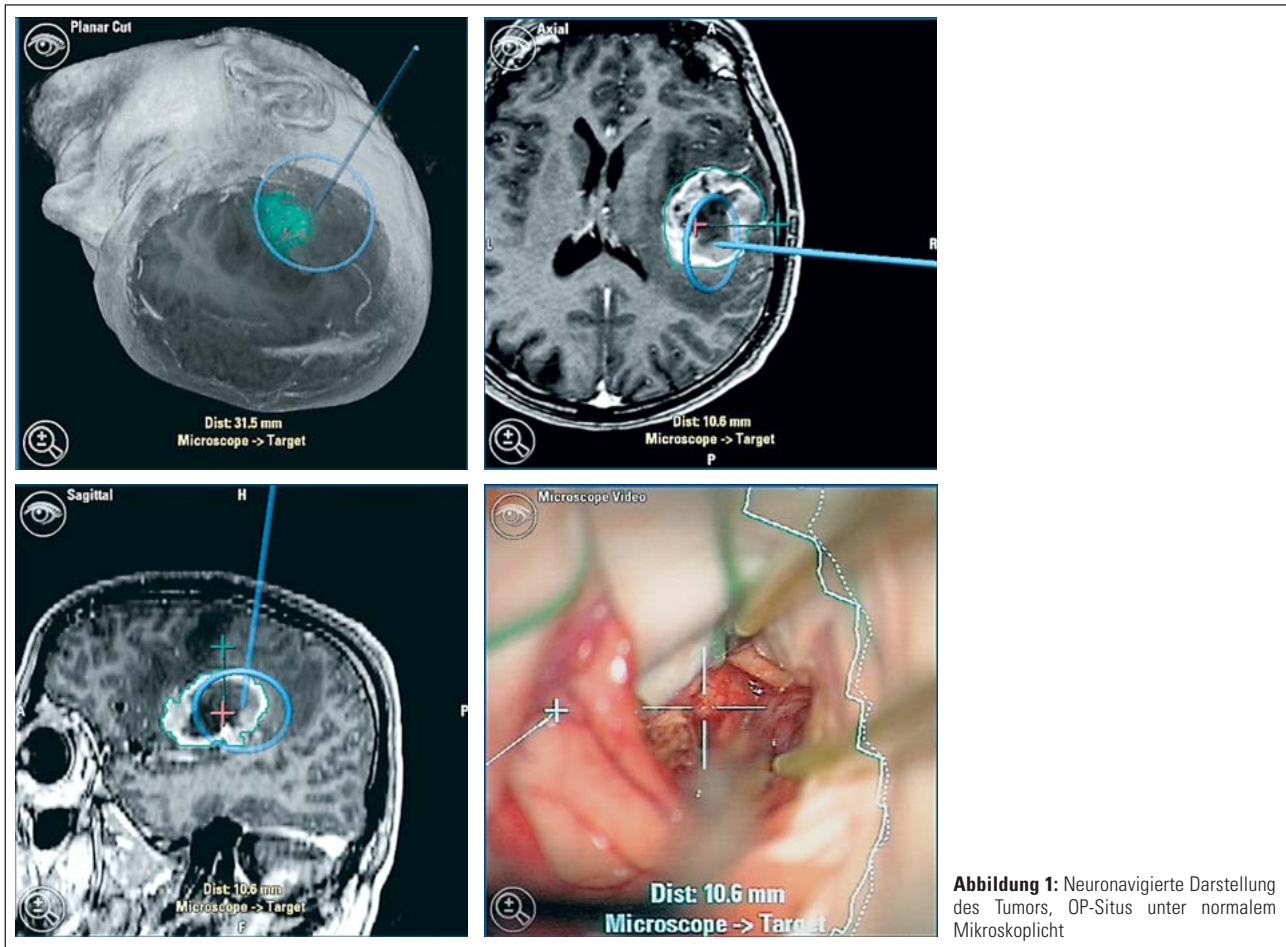 Planar Cut
Dist: 31.5 mm
Microscope -> Target
Axial
A
L
R
Dist: 10.6 mm
Microscope -> Target
P
Sagittal
H
A
P
Dist: 10.6 mm
Microscope -> Target
F
Microscope Video
Dist: 10.6 mm
Microscope -> Target
Abbildung 1: Neuronavigierte Darstellung
des Tumors, OP-Situs unter normalem
Mikroskoplicht